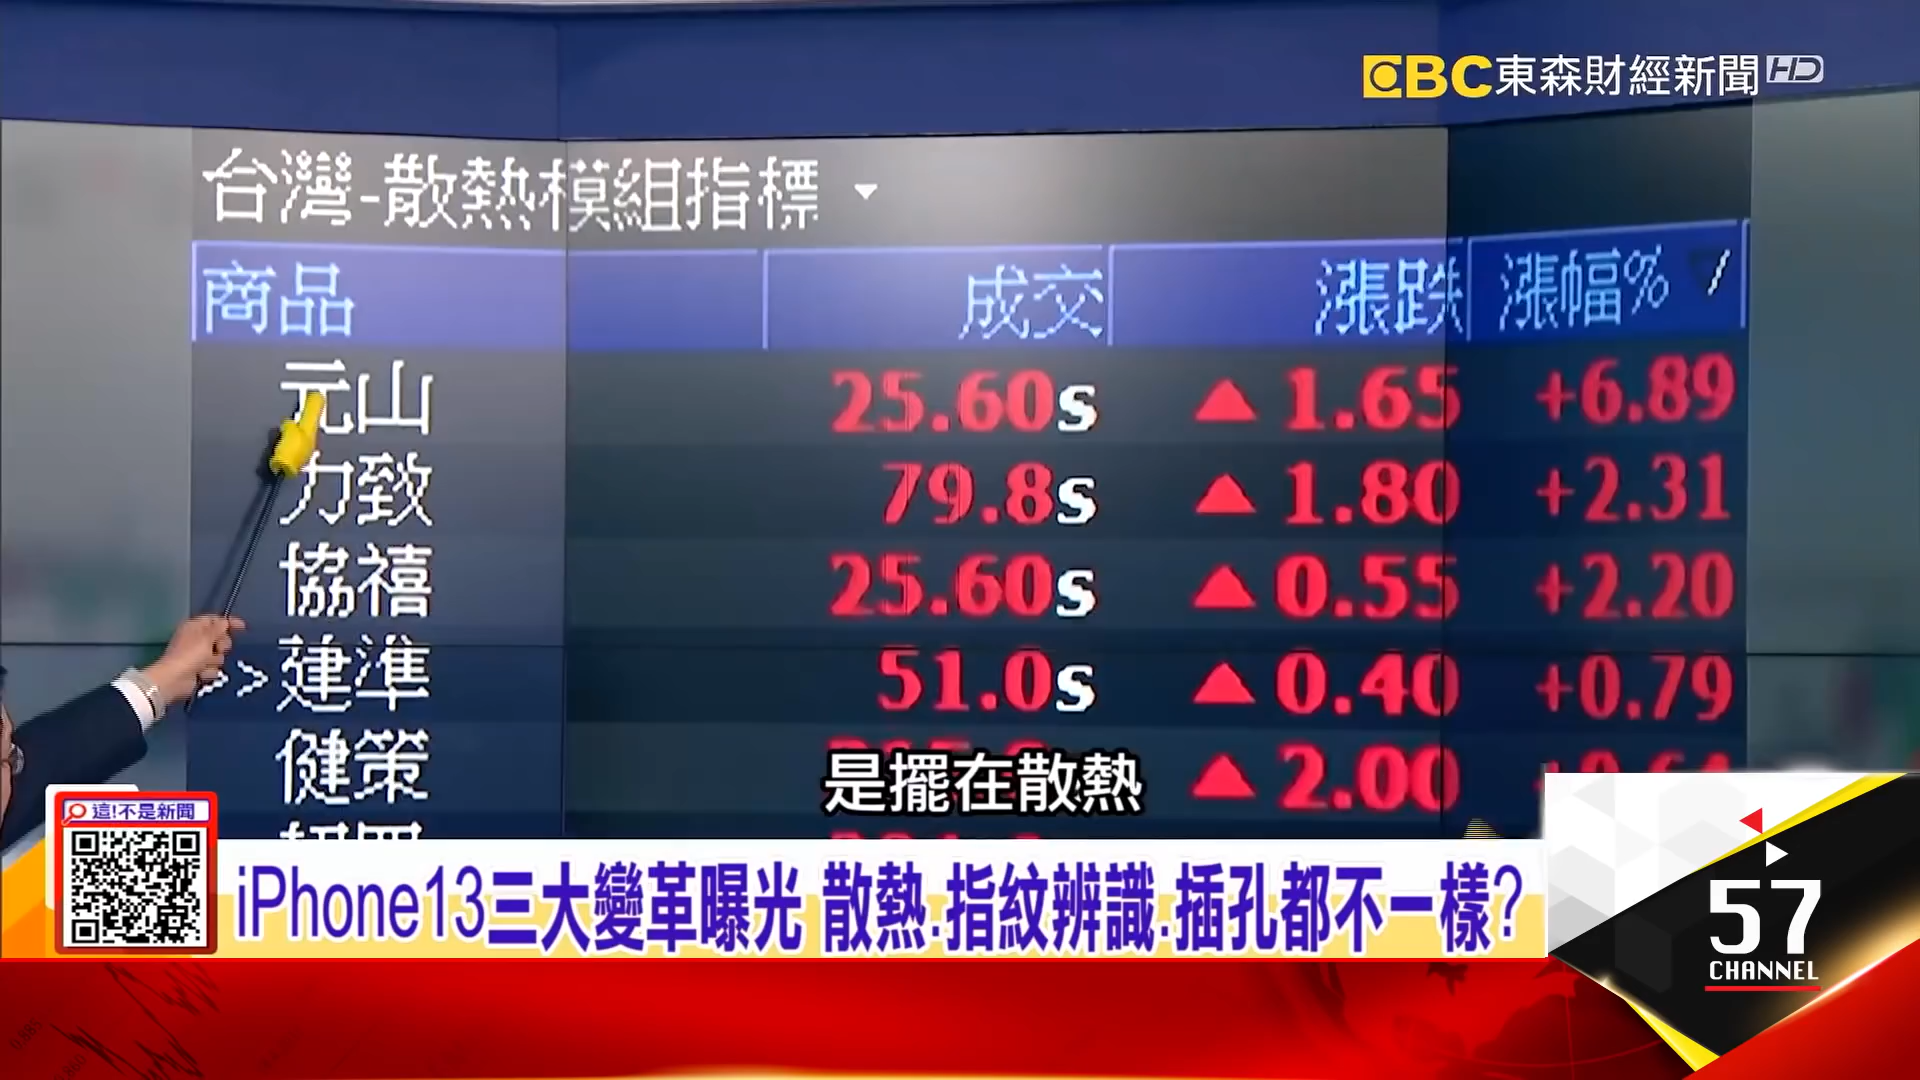 EBC東森財經新聞HD
台灣-散熱模組指標
商品 成交 漲跌 漲幅%
元山 25.60s ▲1.65 +6.89
力致 79.8s ▲1.80 +2.31
協禧 25.60s ▲0.55 +2.20
>>建準 51.0s ▲0.40 +0.79
健策 ▲2.00
是擺在散熱
這!不是新聞
iPhone13三大變革曝光 散熱.指紋辨識.插孔都不一樣?
57
CHANNEL